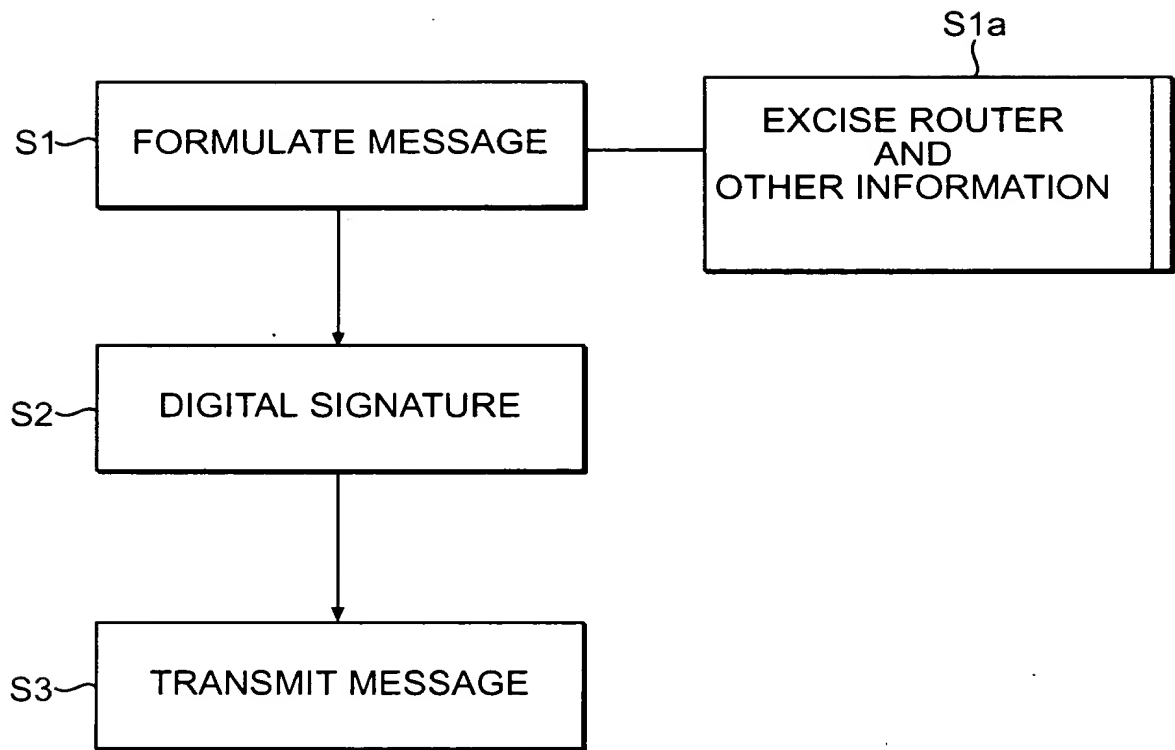 S1a
S1
FORMULATE MESSAGE
EXCISE ROUTER
AND
OTHER INFORMATION
S2
DIGITAL SIGNATURE
S3
TRANSMIT MESSAGE